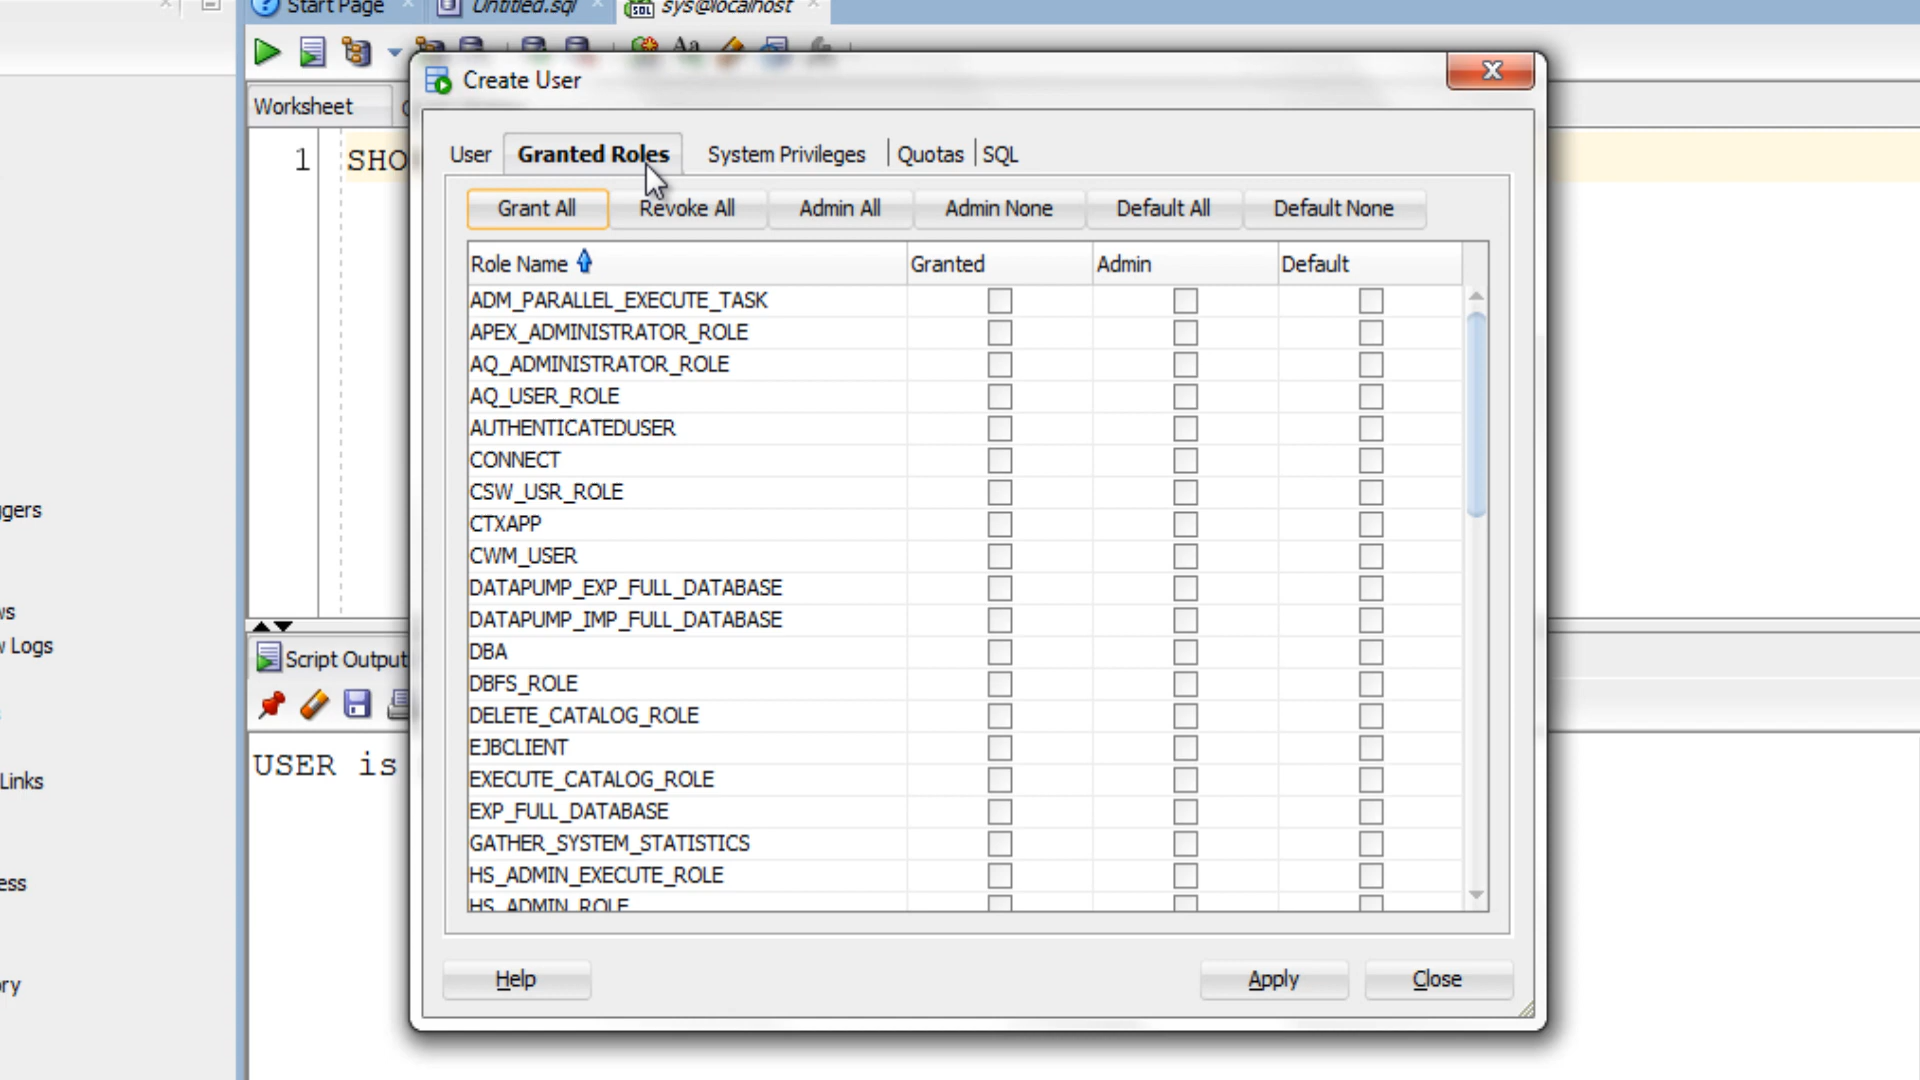 Start Page
Untitled.sql
sys@localhost
Create User
Worksheet
1 SHO
User
Granted Roles
System Privileges
Quotas
SQL
Grant All
Revoke All
Admin All
Admin None
Default All
Default None
Role Name
Granted
Admin
Default
ADM_PARALLEL_EXECUTE_TASK
APEX_ADMINISTRATOR_ROLE
AQ_ADMINISTRATOR_ROLE
AQ_USER_ROLE
AUTHENTICATEDUSER
CONNECT
CSW_USR_ROLE
CTXAPP
CWM_USER
DATAPUMP_EXP_FULL_DATABASE
DATAPUMP_IMP_FULL_DATABASE
DBA
DBFS_ROLE
DELETE_CATALOG_ROLE
EJBCLIENT
EXECUTE_CATALOG_ROLE
EXP_FULL_DATABASE
GATHER_SYSTEM_STATISTICS
HS_ADMIN_EXECUTE_ROLE
HS_ADMIN_ROLE
Help
Apply
Close
ggers
ws
w Logs
Links
ess
ory
Script Output
USER is